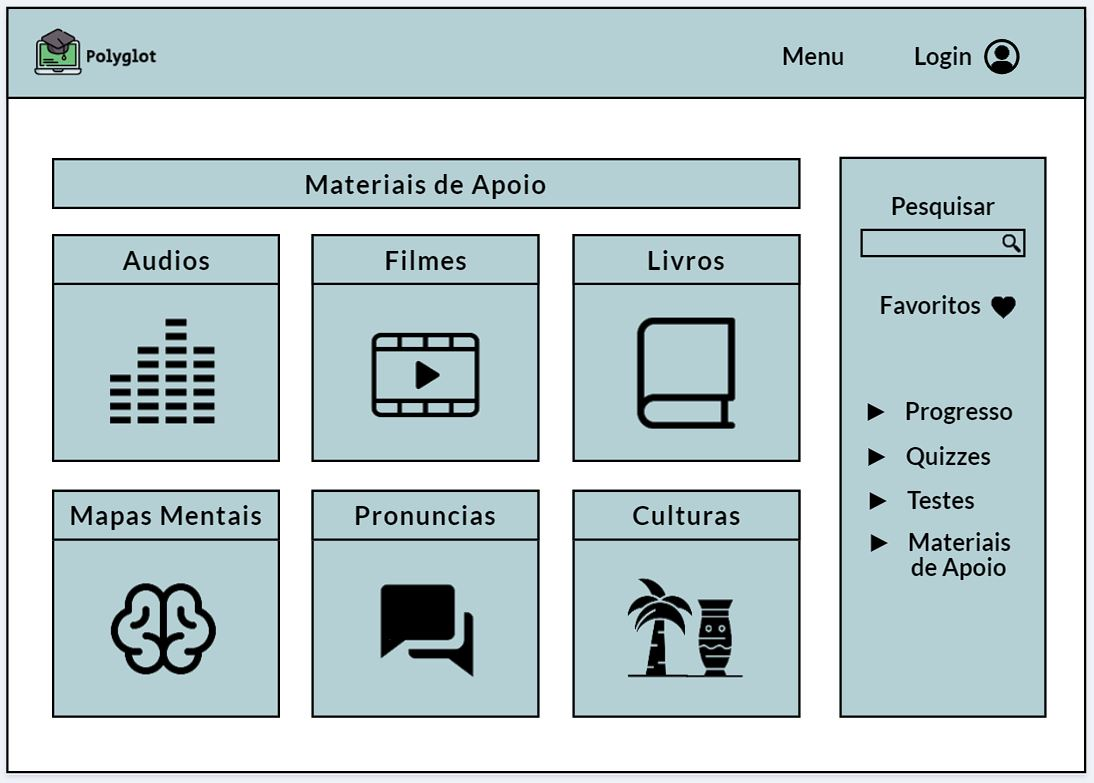 Polyglot
Menu
Login
Materiais de Apoio
Audios
Filmes
Livros
Mapas Mentais
Pronuncias
Culturas
Pesquisar
Favoritos
Progresso
Quizzes
Testes
Materiais
de Apoio